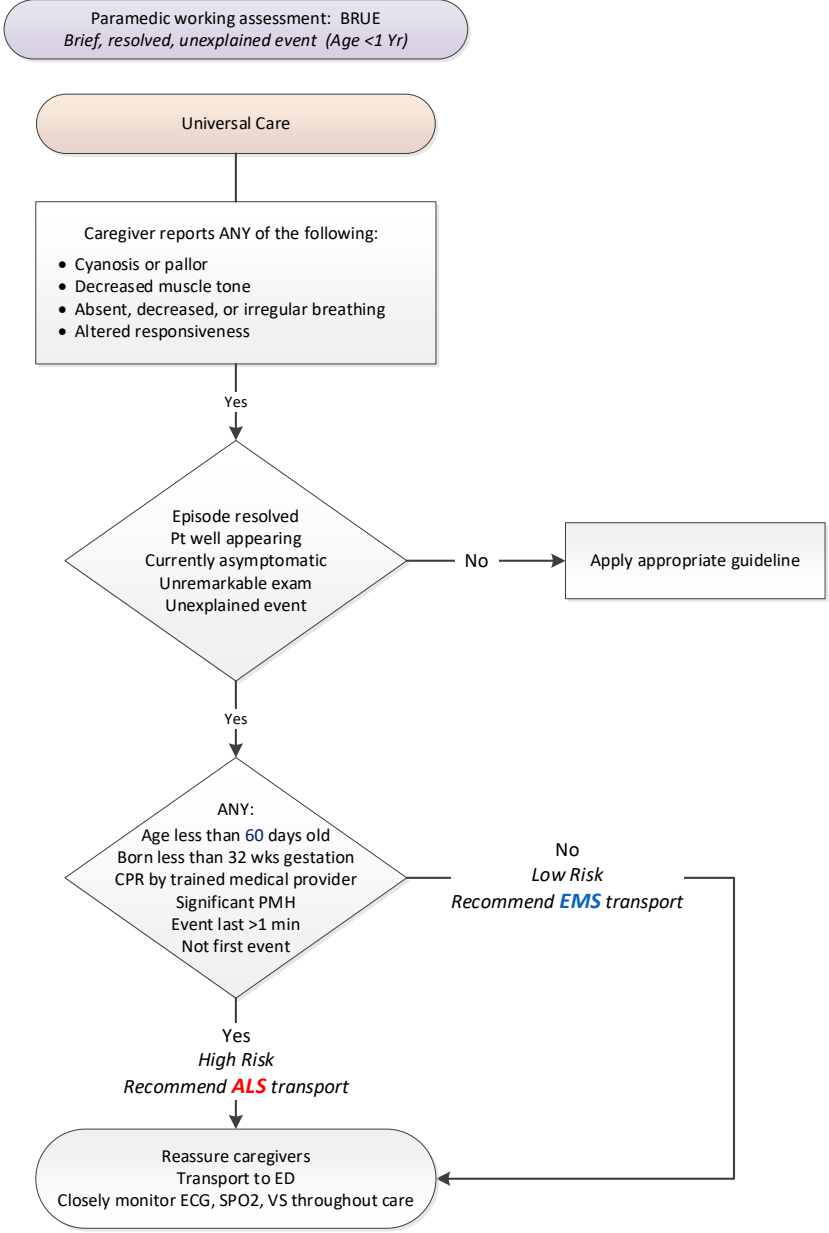 Paramedic working assessment:  BRUE
Brief, resolved, unexplained event  (Age <1 Yr)
Universal Care
Caregiver reports ANY of the following:
• Cyanosis or pallor
• Decreased muscle tone
• Absent, decreased, or irregular breathing
• Altered responsiveness
Yes
Episode resolved
Pt well appearing
Currently asymptomatic
Unremarkable exam
Unexplained event
No
Apply appropriate guideline
Yes
ANY:
Age less than 60 days old
Born less than 32 wks gestation
CPR by trained medical provider
Significant PMH
Event last >1 min
Not first event
No
Low Risk
Recommend EMS transport
Yes
High Risk
Recommend ALS transport
Reassure caregivers
Transport to ED
Closely monitor ECG, SPO2, VS throughout care